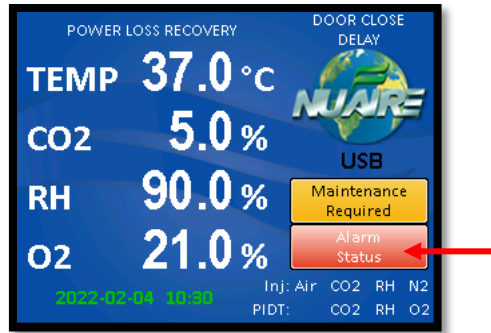 POWER LOSS RECOVERY
DOOR CLOSE
DELAY
TEMP 37.0 °C
NUAIRE
CO2 5.0 %
USB
RH 90.0 %
Maintenance
Required
O2 21.0 %
Alarm
Status
2022-02-04 10:30
Inj: Air CO2 RH N2
PIDT: CO2 RH O2